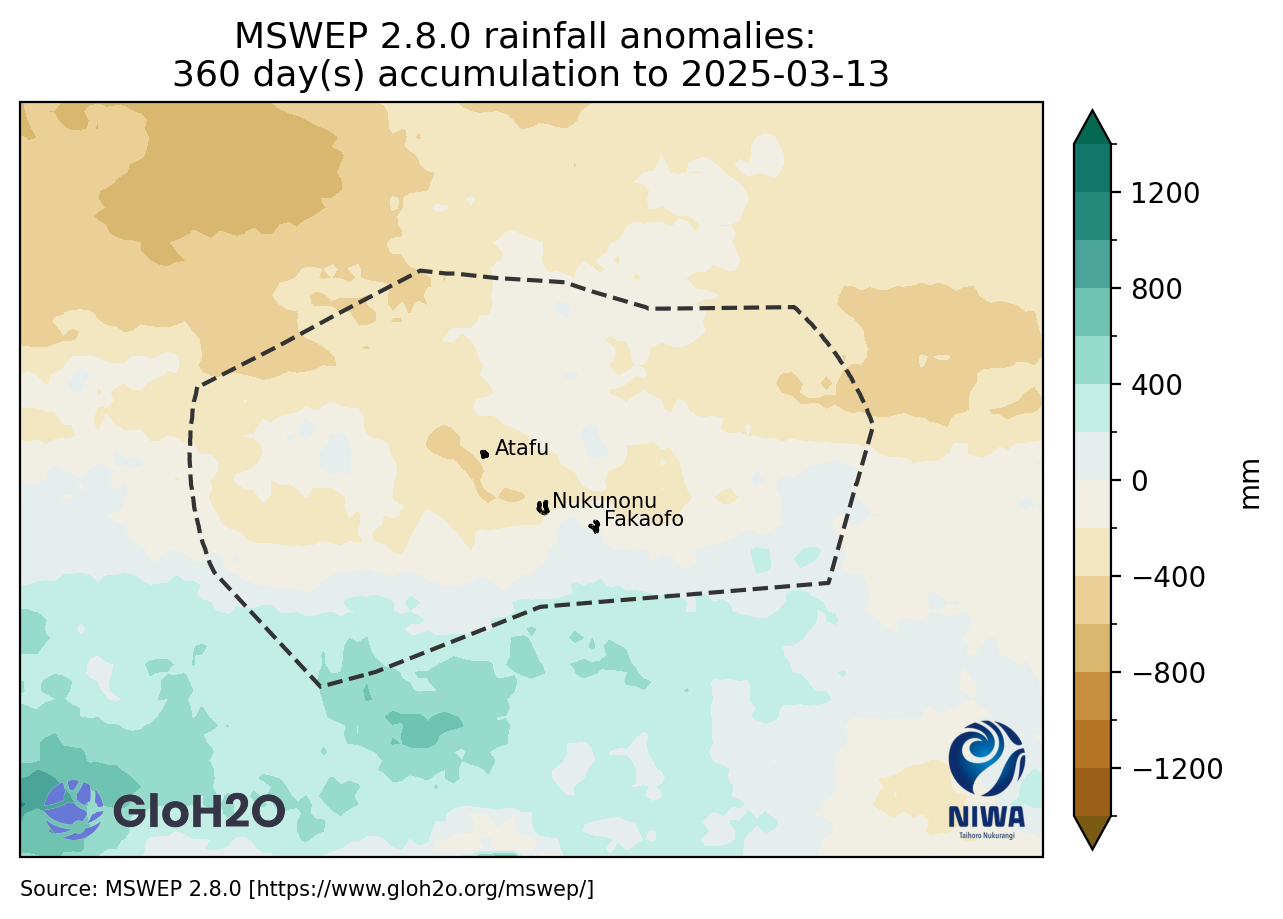 MSWEP 2.8.0 rainfall anomalies:
360 day(s) accumulation to 2025-03-13
1200
800
400
0
−400
−800
−1200
mm
Atafu
Nukunonu
Fakaofo
GloH2O
NIWA
Taihoro Nukurangi
Source: MSWEP 2.8.0 [https://www.gloh2o.org/mswep/]